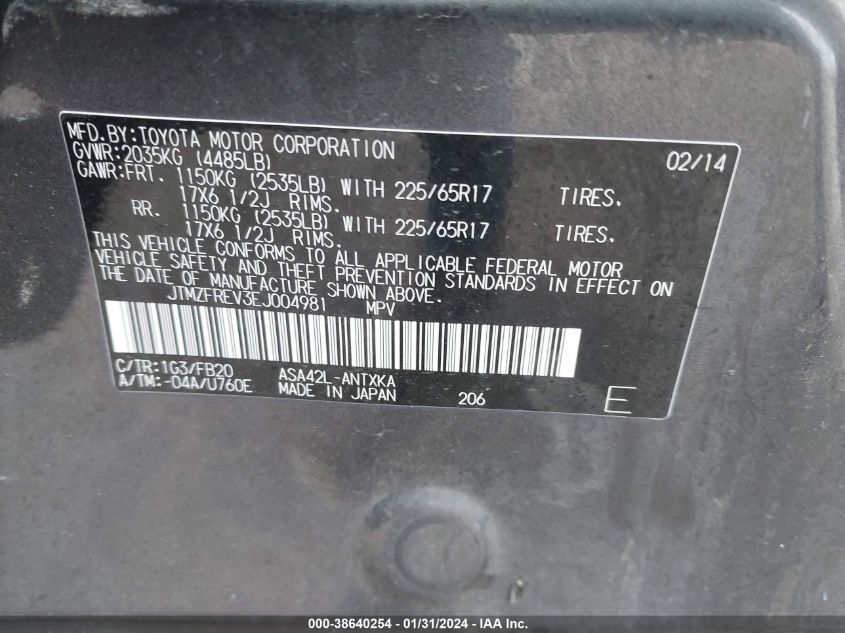 MFD.BY:TOYOTA MOTOR CORPORATION 02/14
GVWR:2035KG (4485LB)
GAWR:FRT. 1150KG (2535LB) WITH 225/65R17 TIRES.
17X6 1/2J RIMS.
RR. 1150KG (2535LB) WITH 225/65R17 TIRES.
17X6 1/2J RIMS.
THIS VEHICLE CONFORMS TO ALL APPLICABLE FEDERAL MOTOR
VEHICLE SAFETY AND THEFT PREVENTION STANDARDS IN EFFECT ON
THE DATE OF MANUFACTURE SHOWN ABOVE.
JTMZFREV3EJ004981 MPV
C/TR:1G3/FB20 ASA42L-ANTXKA
A/TM:-04A/U760E MADE IN JAPAN 206 E
000-38640254 - 01/31/2024 - IAA Inc.